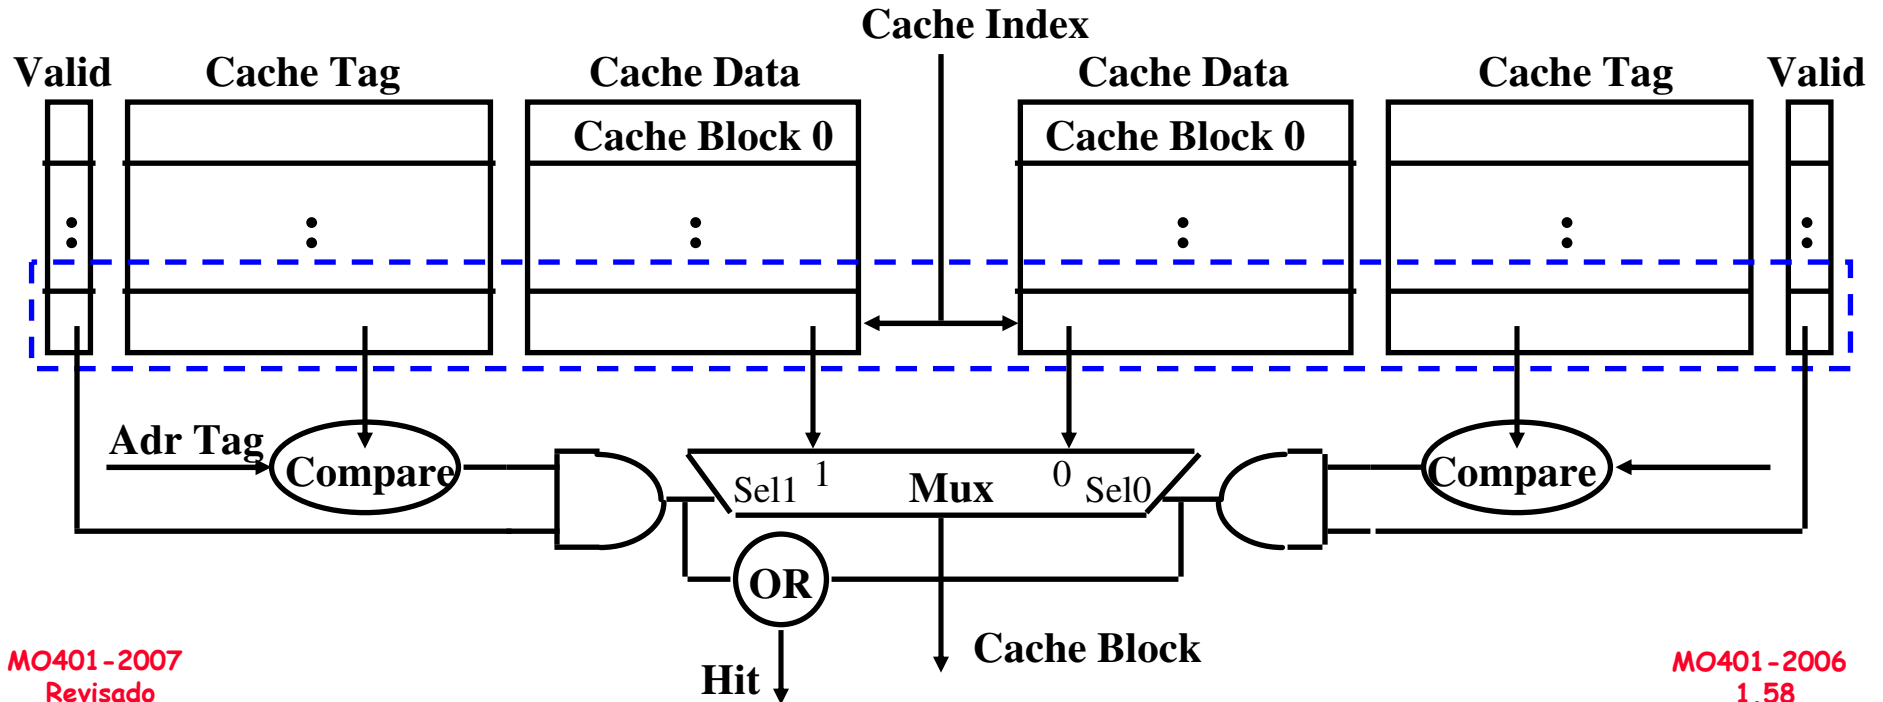 Cache Index
Valid Cache Tag Cache Data Cache Data Cache Tag Valid
Cache Block 0 Cache Block 0
Adr Tag
Compare Sel1 1 Mux 0 Sel0 Compare
OR
Cache Block
Hit
MO401-2007
Revisado
MO401-2006
1.58